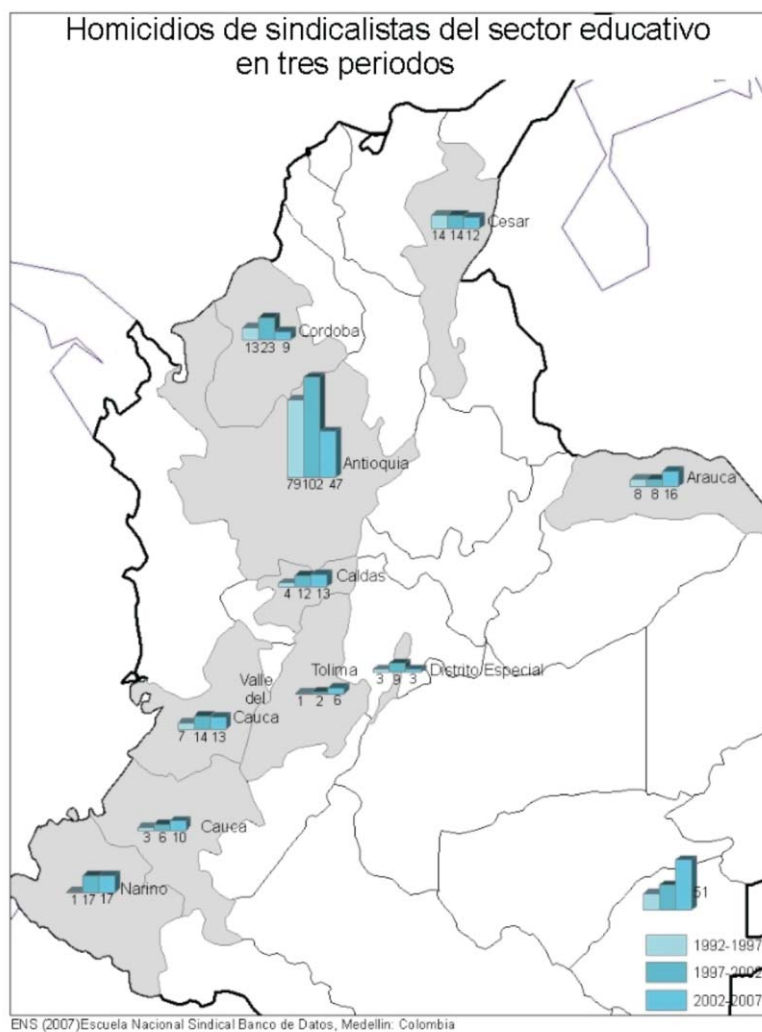 Homicidios de sindicalistas del sector educativo
en tres periodos
14 14 12
Cesar
13 23 9
Cordoba
79 102 47
Antioquia
8 8 16
Arauca
4 12 13
Caldas
Tolima
1 2 6
3 9 3
Distrito Especial
Valle
del
Cauca
7 14 13
3 6 10
Cauca
1 17 17
Narino
51
1992-1997
1997-2002
2002-2007
ENS (2007)Escuela Nacional Sindical Banco de Datos, Medellin: Colombia